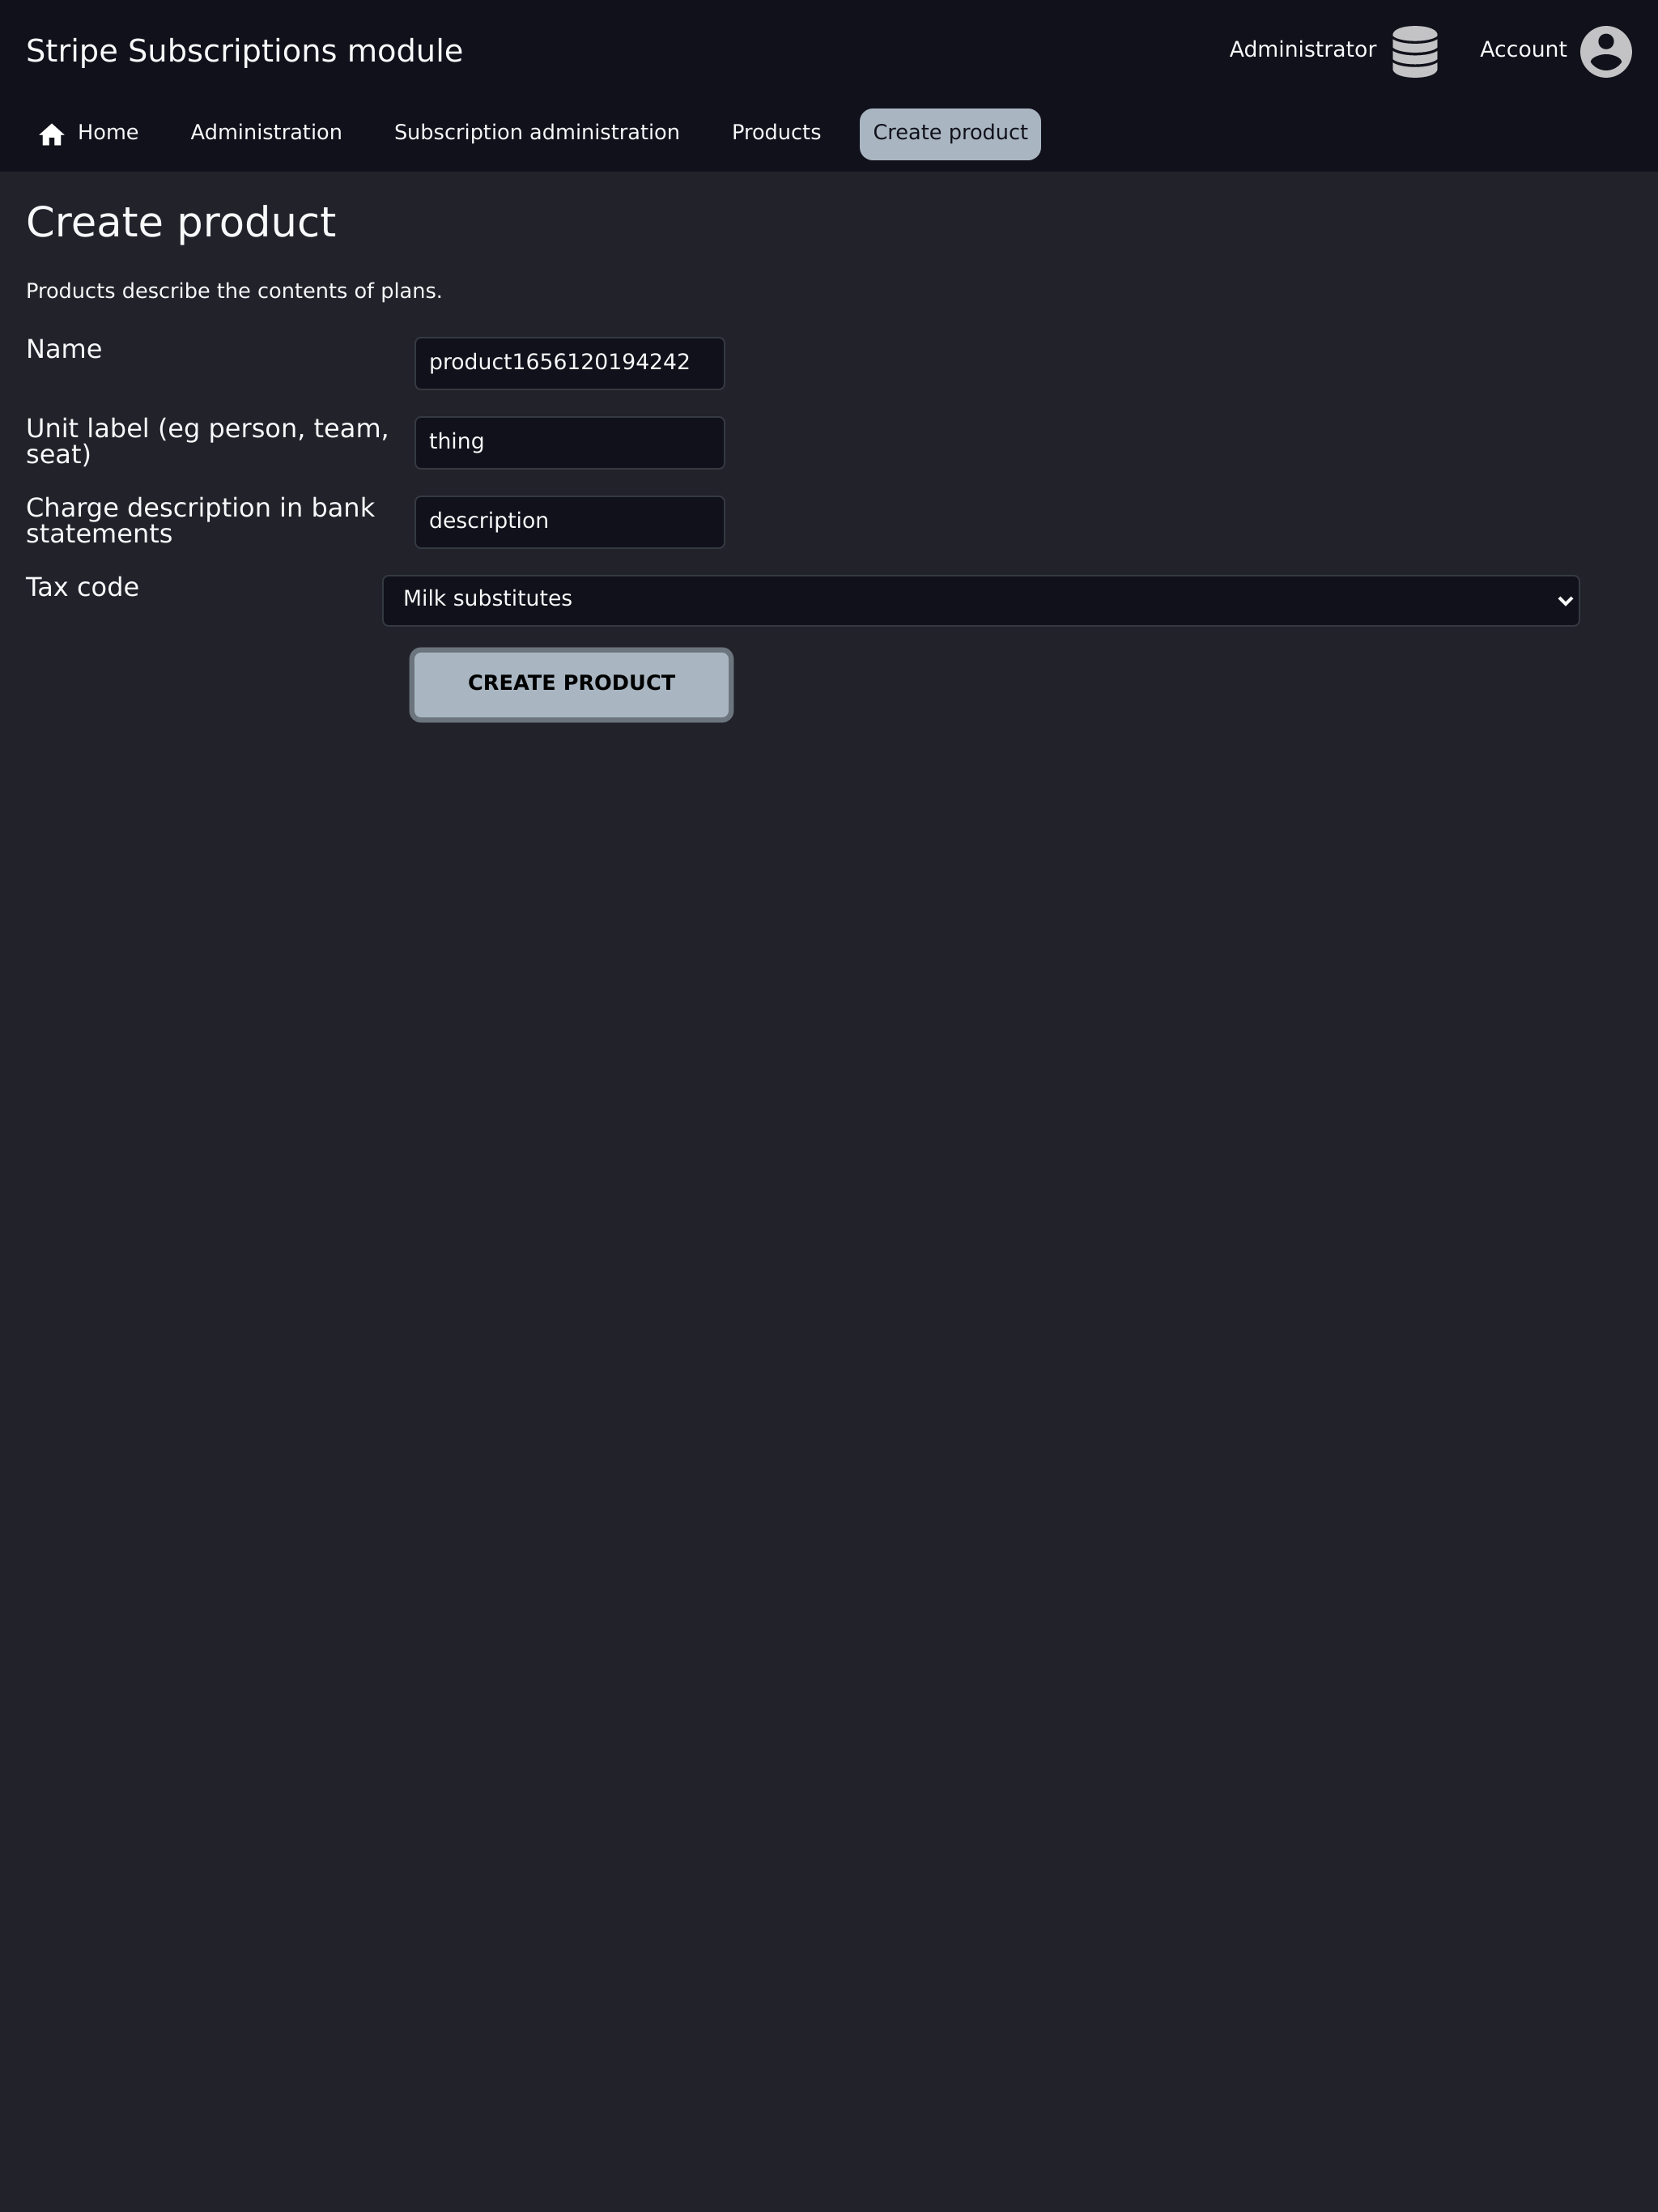 Stripe Subscriptions module
Administrator
Account
Home
Administration
Subscription administration
Products
Create product
Create product
Products describe the contents of plans.
Name
product1656120194242
Unit label (eg person, team,
seat)
thing
Charge description in bank
statements
description
Tax code
Milk substitutes
CREATE PRODUCT